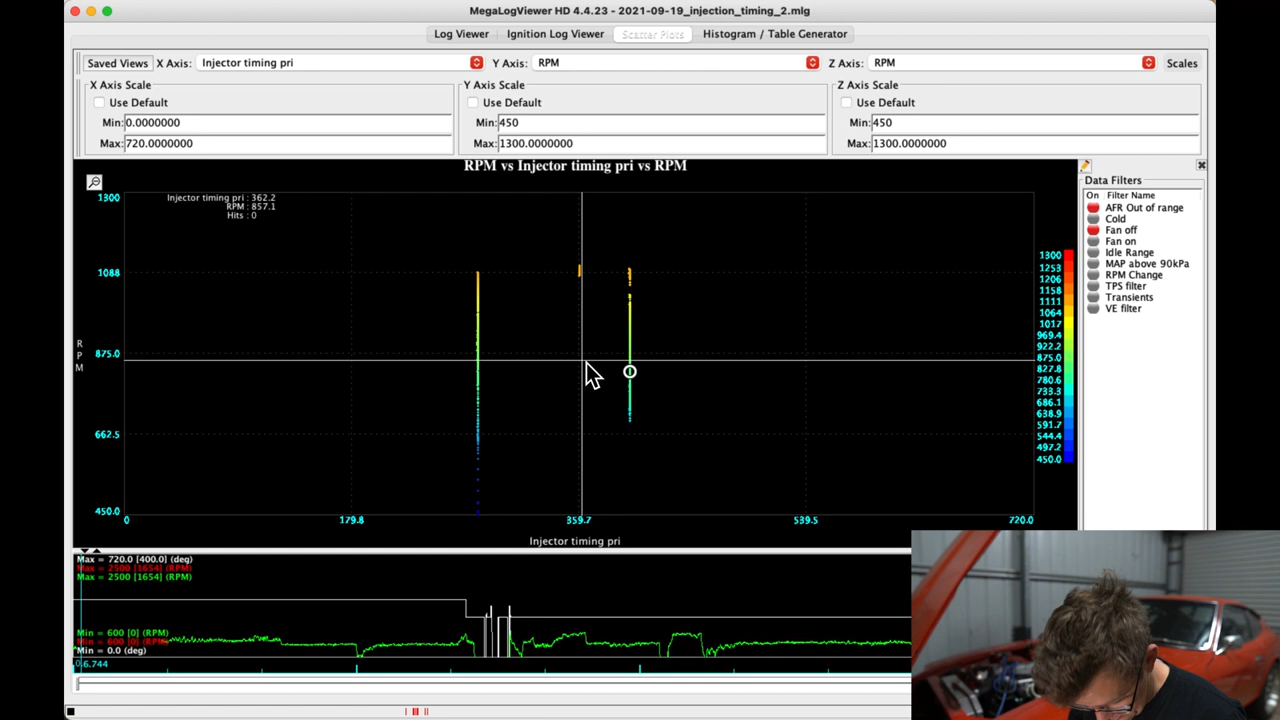 MegaLogViewer HD 4.4.23 - 2021-09-19_injection_timing_2.mlg
Log Viewer Ignition Log Viewer Scatter Plots Histogram / Table Generator
Saved Views X Axis: Injector timing pri Y Axis: RPM Z Axis: RPM Scales
X Axis Scale Y Axis Scale Z Axis Scale
Use Default Use Default Use Default
Min: 0.0000000 Min: 450 Min: 450
Max: 720.0000000 Max: 1300.0000000 Max: 1300.0000000
RPM vs Injector timing pri vs RPM
Injector timing pri : 362.2
RPM : 857.1
Hits : 0
1300
1088
875.0
662.5
450.0
RPM
0 179.8 359.7 539.5 720.0
Injector timing pri
1300
1253
1206
1158
1111
1064
1017
969.4
922.2
875.0
827.8
780.6
733.3
686.1
638.9
591.7
544.4
497.2
450.0
Data Filters
On Filter Name
AFR Out of range
Cold
Fan off
Fan on
Idle Range
MAP above 90kPa
RPM Change
TPS filter
Transients
VE filter
Max = 720.0 [400.0] (deg)
Max = 2500 [1654] (RPM)
Max = 2500 [1654] (RPM)
Min = 600 [0] (RPM)
Min = 600 [0] (RPM)
Min = 0.0 (deg)
6.744